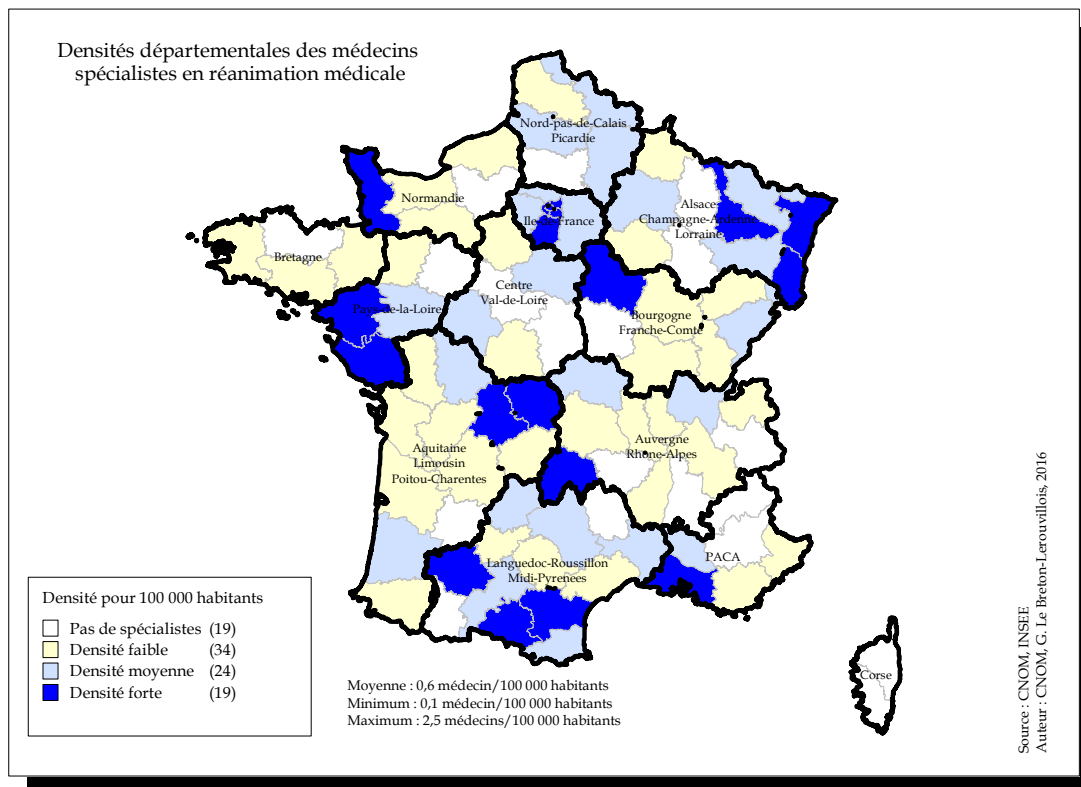 Densités départementales des médecins
spécialistes en réanimation médicale
Nord-pas-de-Calais
Picardie
Normandie
Ile-de-France
Alsace
Champagne-Ardenne
Lorraine
Bretagne
Pays-de-la-Loire
Centre
Val-de-Loire
Bourgogne
Franche-Comté
Aquitaine
Limousin
Poitou-Charentes
Auvergne
Rhône-Alpes
PACA
Languedoc-Roussillon
Midi-Pyrenées
Corse
Densité pour 100 000 habitants
Pas de spécialistes (19)
Densité faible (34)
Densité moyenne (24)
Densité forte (19)
Moyenne : 0,6 médecin/100 000 habitants
Minimum : 0,1 médecin/100 000 habitants
Maximum : 2,5 médecins/100 000 habitants
Source : CNOM, INSEE
Auteur : CNOM, G. Le Breton-Lerouvillois, 2016